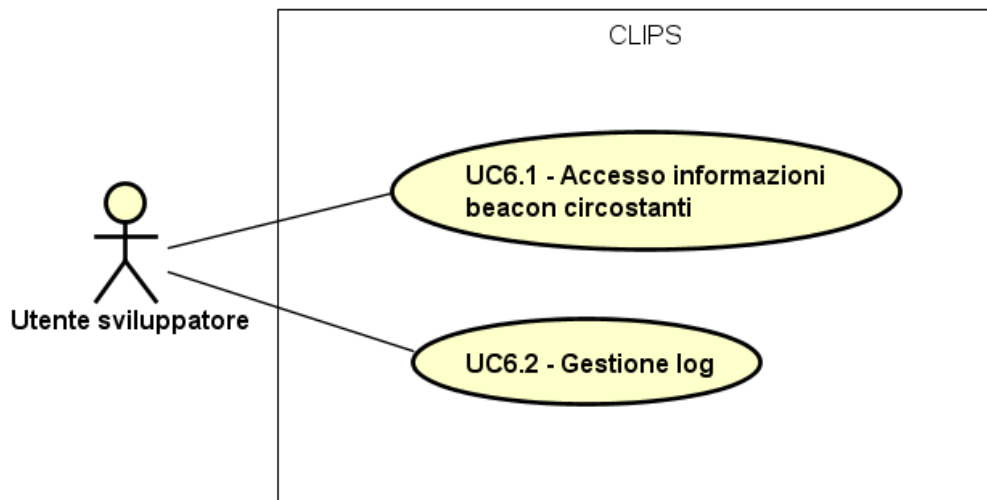 CLIPS
UC6.1 - Accesso informazioni
beacon circostanti
Utente sviluppatore
UC6.2 - Gestione log